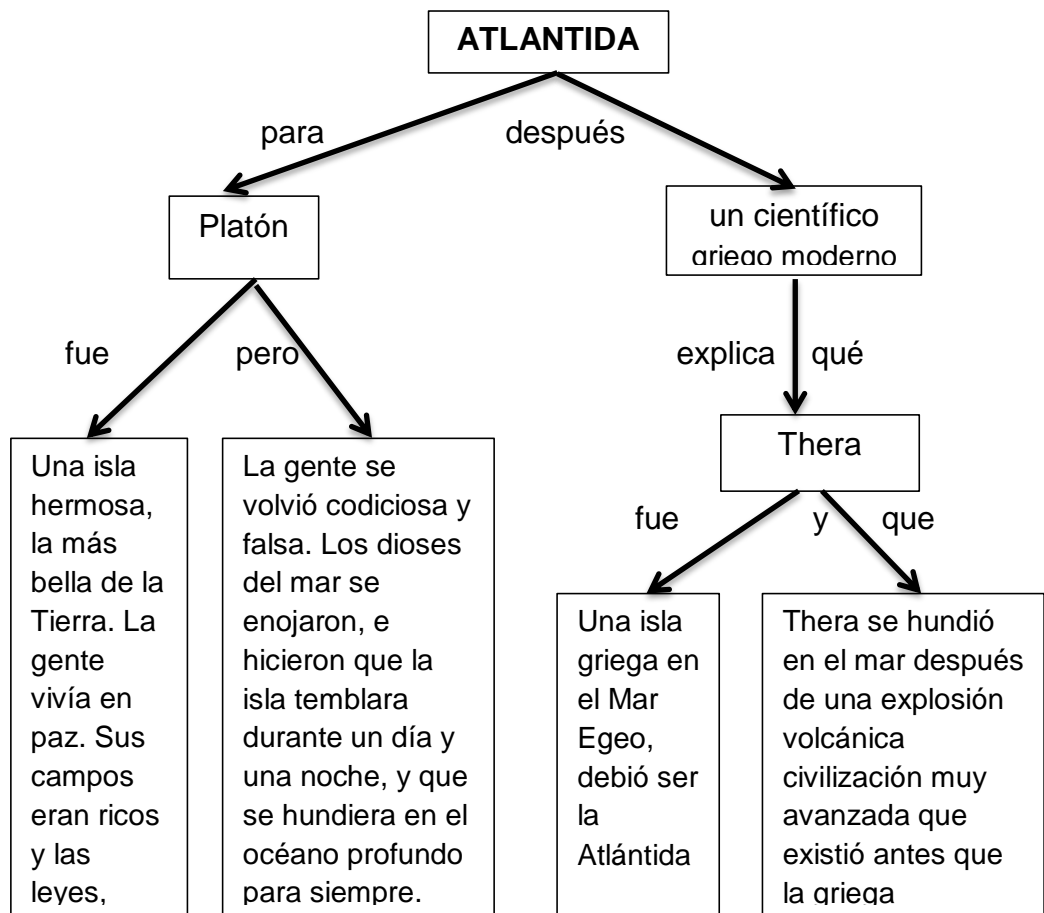 ATLANTIDA
para
después
Platón
un científico
griego moderno
fue
pero
explica
qué
Una isla
hermosa,
la más
bella de la
Tierra. La
gente
vivía en
paz. Sus
campos
eran ricos
y las
leyes,
La gente se
volvió codiciosa y
falsa. Los dioses
del mar se
enojaron, e
hicieron que la
isla temblara
durante un día y
una noche, y que
se hundiera en el
océano profundo
para siempre.
Thera
fue
y
que
Una isla
griega en
el Mar
Egeo,
debió ser
la
Atlántida
Thera se hundió
en el mar después
de una explosión
volcánica
civilización muy
avanzada que
existió antes que
la griega